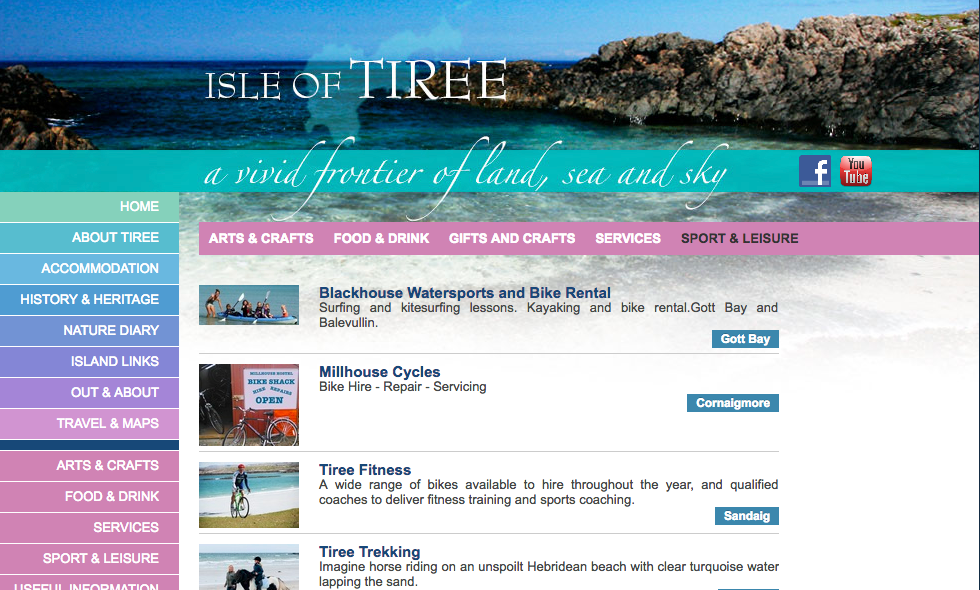 ISLE OF TIREE
a vivid frontier of land, sea and sky
f
You
Tube
HOME
ABOUT TIREE
ACCOMMODATION
HISTORY & HERITAGE
NATURE DIARY
ISLAND LINKS
OUT & ABOUT
TRAVEL & MAPS
ARTS & CRAFTS
FOOD & DRINK
SERVICES
SPORT & LEISURE
USEFUL INFORMATION
ARTS & CRAFTS FOOD & DRINK GIFTS AND CRAFTS SERVICES SPORT & LEISURE
Blackhouse Watersports and Bike Rental
Surfing and kitesurfing lessons. Kayaking and bike rental.Gott Bay and
Balevullin.
Gott Bay
MILLHOUSE HOSTEL
BIKE SHACK
BIKE REPAIRS
OPEN
Millhouse Cycles
Bike Hire - Repair - Servicing
Cornaigmore
Tiree Fitness
A wide range of bikes available to hire throughout the year, and qualified
coaches to deliver fitness training and sports coaching.
Sandaig
Tiree Trekking
Imagine horse riding on an unspoilt Hebridean beach with clear turquoise water
lapping the sand.